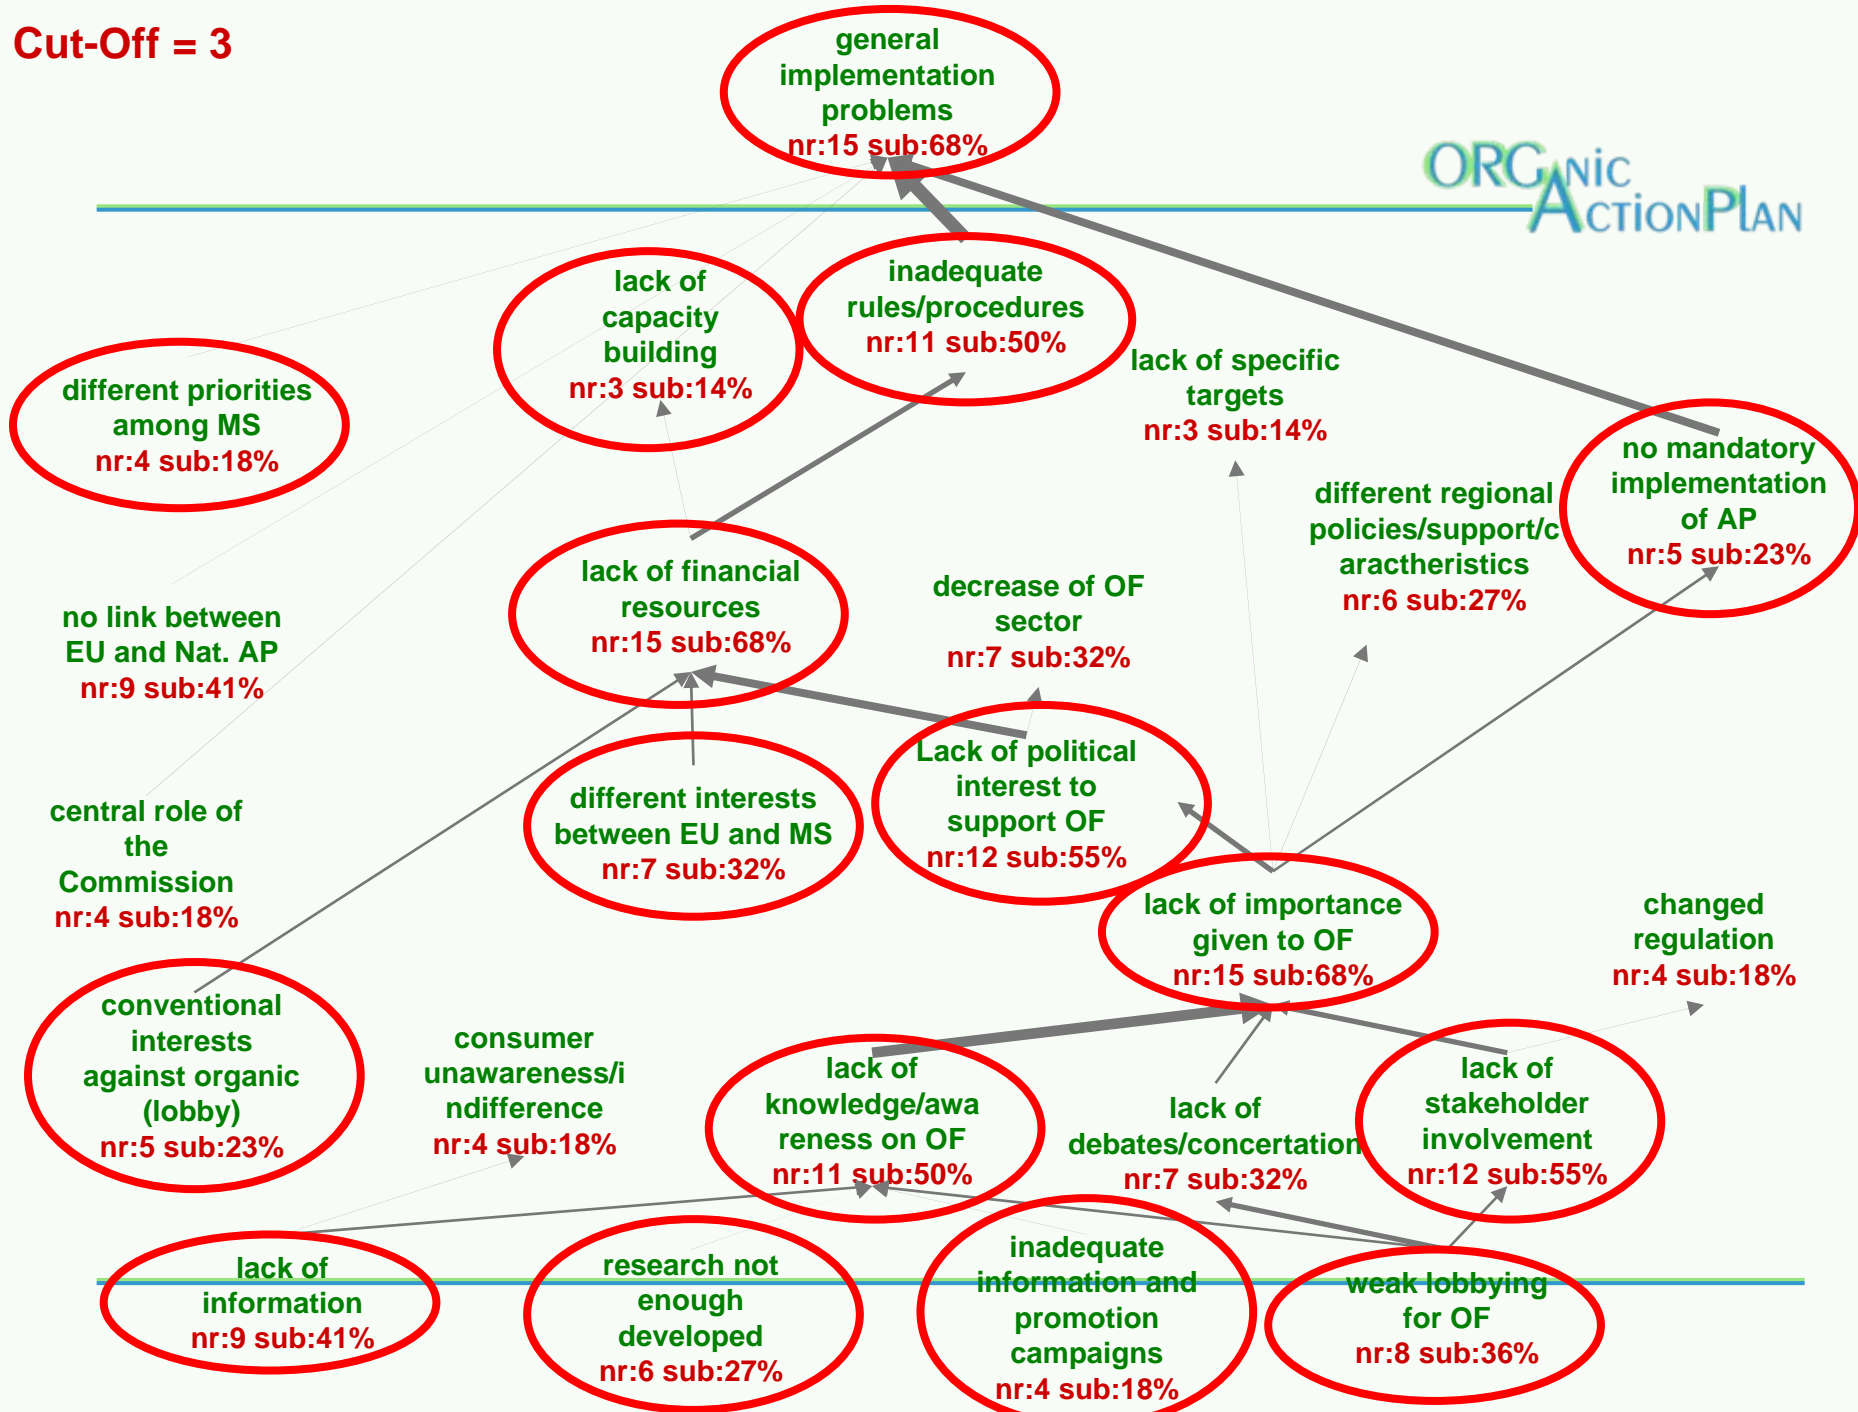 Cut-Off = 3
general
implementation
problems
nr:15 sub:68%
ORGANIC
ACTIONPLAN
lack of
capacity
building
nr:3 sub:14%
inadequate
rules/procedures
nr:11 sub:50%
lack of specific
targets
nr:3 sub:14%
different priorities
among MS
nr:4 sub:18%
no mandatory
implementation
of AP
nr:5 sub:23%
different regional
policies/support/c
aractheristics
nr:6 sub:27%
lack of financial
resources
nr:15 sub:68%
decrease of OF
sector
nr:7 sub:32%
no link between
EU and Nat. AP
nr:9 sub:41%
Lack of political
interest to
support OF
nr:12 sub:55%
different interests
between EU and MS
nr:7 sub:32%
central role of
the
Commission
nr:4 sub:18%
lack of importance
given to OF
nr:15 sub:68%
changed
regulation
nr:4 sub:18%
conventional
interests
against organic
(lobby)
nr:5 sub:23%
consumer
unawareness/i
ndifference
nr:4 sub:18%
lack of
knowledge/awa
reness on OF
nr:11 sub:50%
lack of
debates/concertation
nr:7 sub:32%
lack of
stakeholder
involvement
nr:12 sub:55%
lack of
information
nr:9 sub:41%
research not
enough
developed
nr:6 sub:27%
inadequate
information and
promotion
campaigns
nr:4 sub:18%
weak lobbying
for OF
nr:8 sub:36%